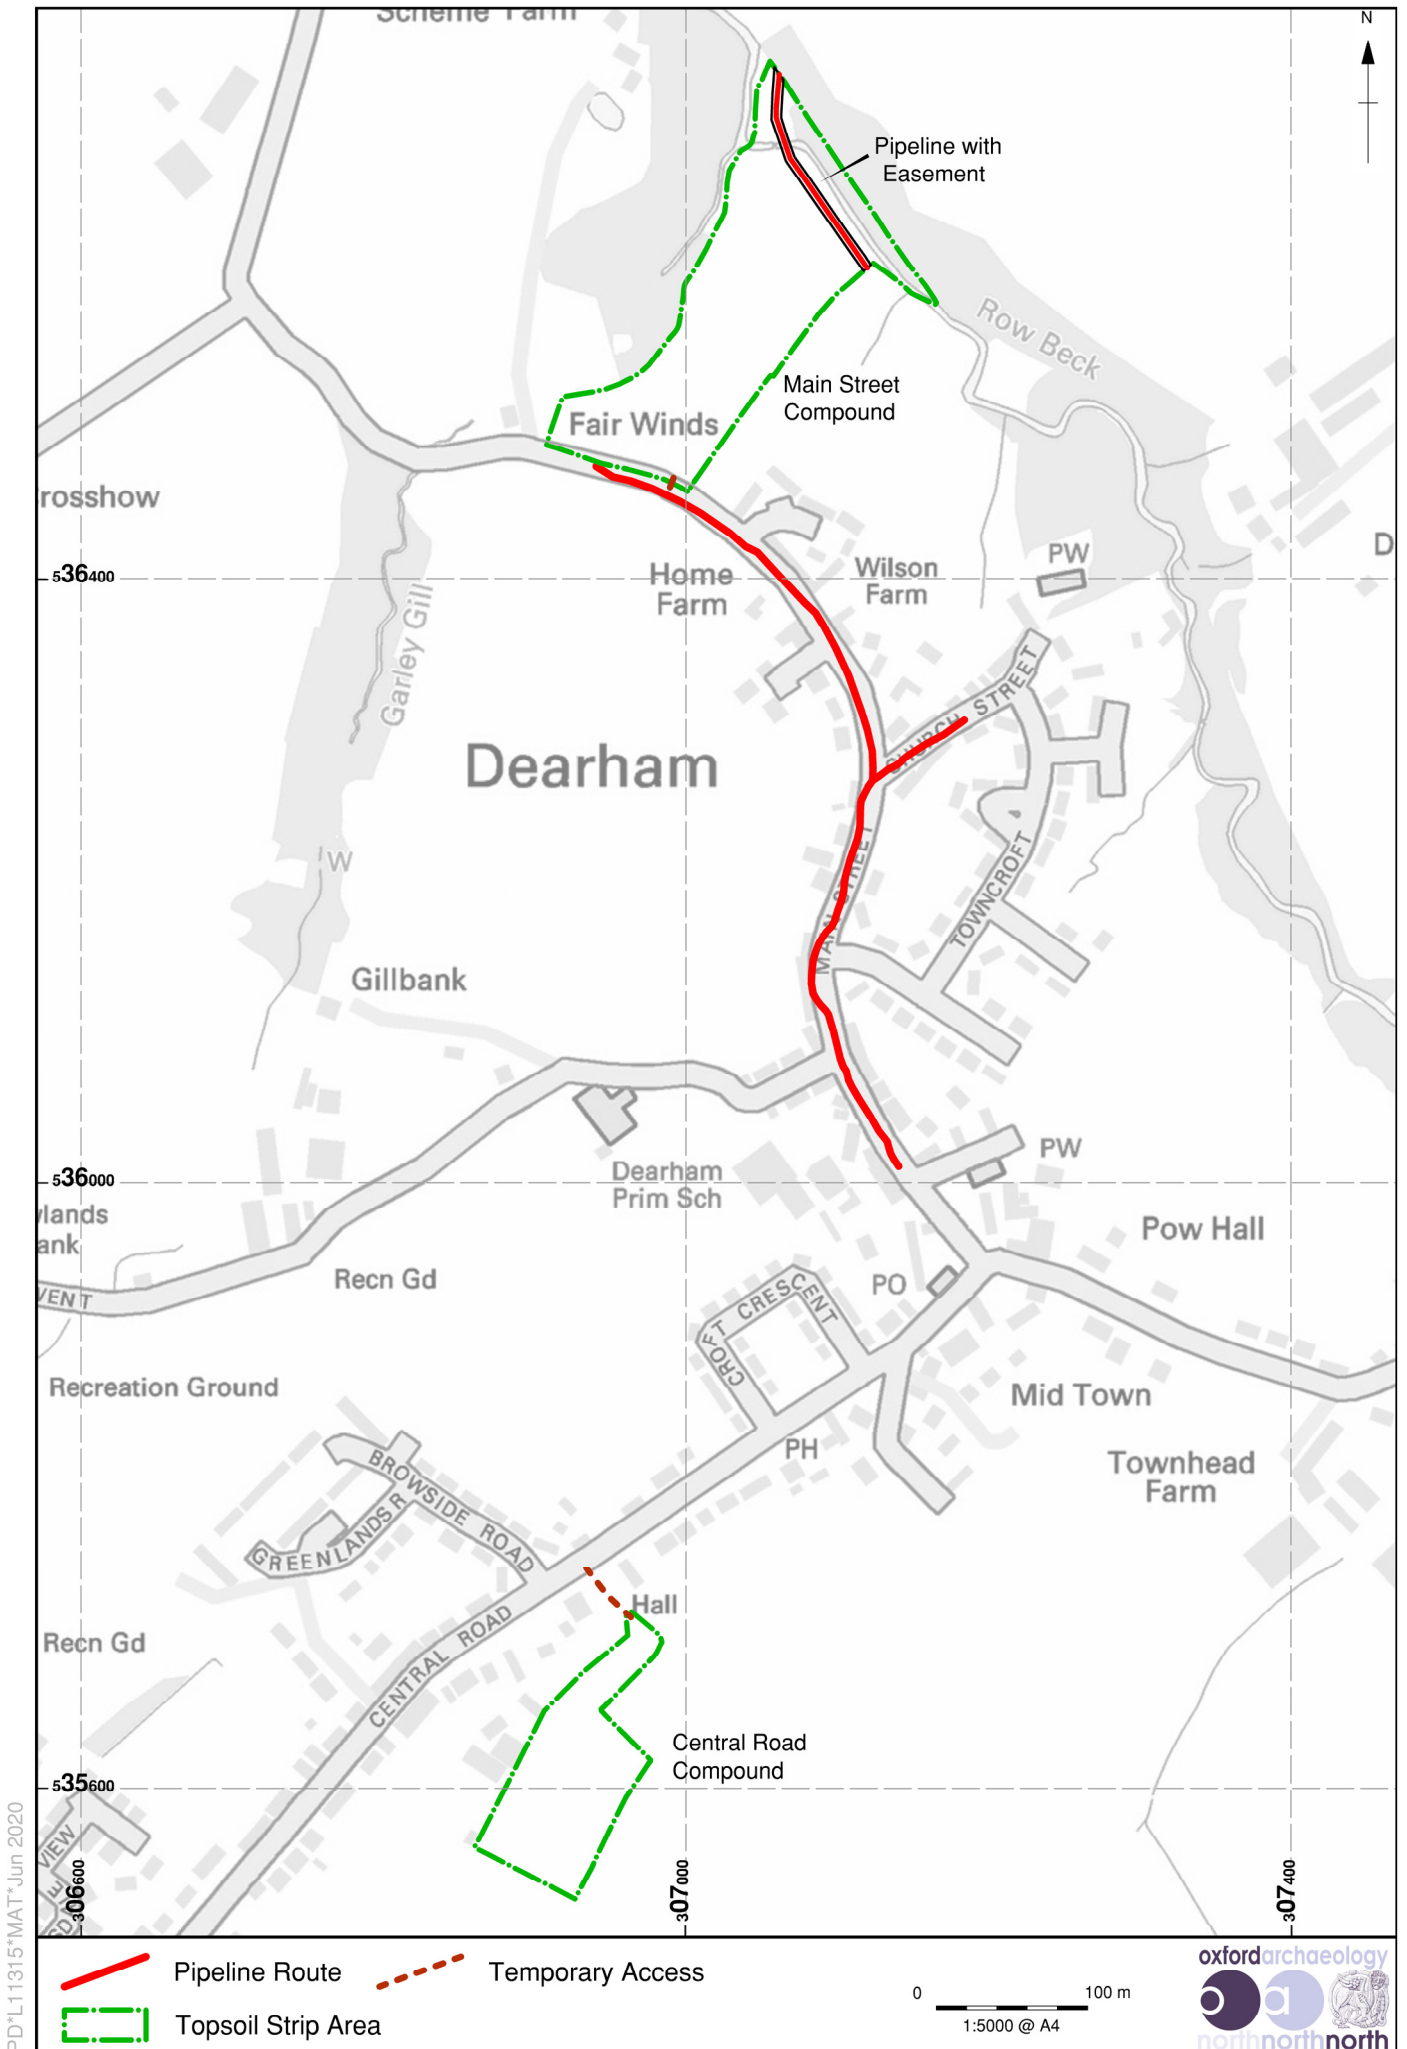 Scheme Farm
N
Pipeline with
Easement
Row Beck
Main Street
Compound
Fair Winds
rosshow
D
PW
536400
Home
Farm
Wilson
Farm
Garley Gill
CHURCH STREET
Dearham
MAIN STREET
TOWNCROFT
W
Gillbank
PW
Dearham
Prim Sch
536000
lands
ank
Pow Hall
Recn Gd
PO
VENT
CROFT CRESCENT
Recreation Ground
Mid Town
PH
Townhead
Farm
BROWSIDE ROAD
GREENLANDS R
Hall
Recn Gd
CENTRAL ROAD
Central Road
Compound
535600
VIEW
306600
307000
307400
PD*L11315*MAT*Jun 2020
Pipeline Route
Temporary Access
Topsoil Strip Area
0 100 m
1:5000 @ A4
oxfordarchaeology
o a
northnorthnorth